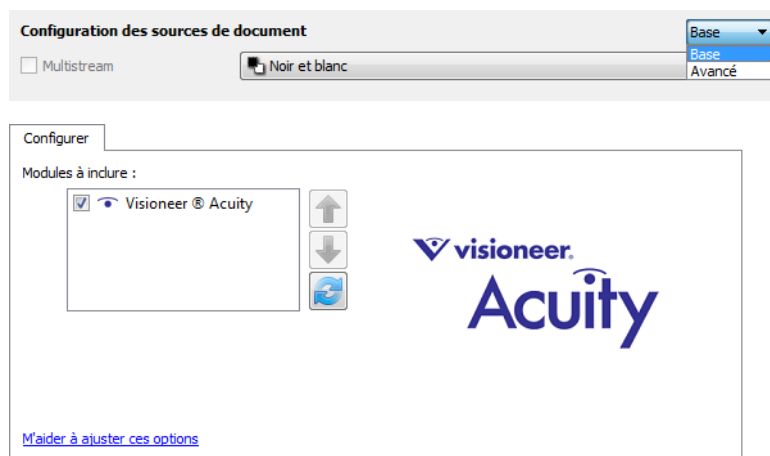 Configuration des sources de document
Base
Multistream
Noir et blanc
Base
Avancé
Configurer
Modules à inclure :
Visioneer ® Acuity
visioneer.
Acuity
M'aider à ajuster ces options